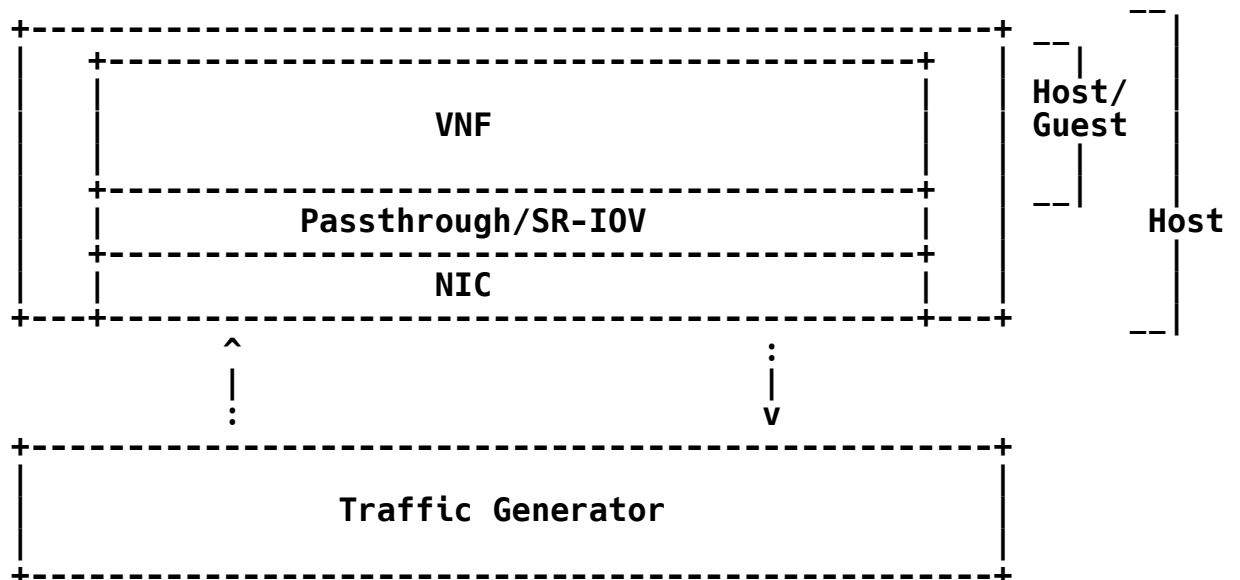 Host/
VNF Guest
Passthrough/SR-IOV Host
NIC
Traffic Generator